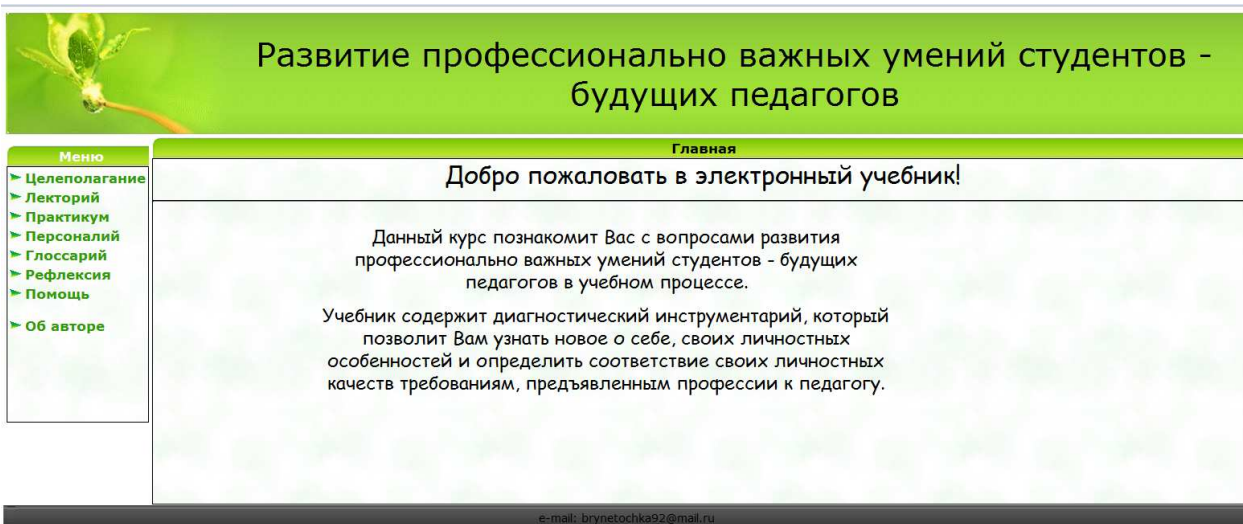 Развитие профессионально важных умений студентов -
будущих педагогов
Меню
Целеполагание
Лекторий
Практикум
Персоналий
Глоссарий
Рефлексия
Помощь
Об авторе
Главная
Добро пожаловать в электронный учебник!
Данный курс познакомит Вас с вопросами развития
профессионально важных умений студентов - будущих
педагогов в учебном процессе.
Учебник содержит диагностический инструментарий, который
позволит Вам узнать новое о себе, своих личностных
особенностей и определить соответствие своих личностных
качеств требованиям, предъявленным профессии к педагогу.
e-mail: brynetochka92@mail.ru